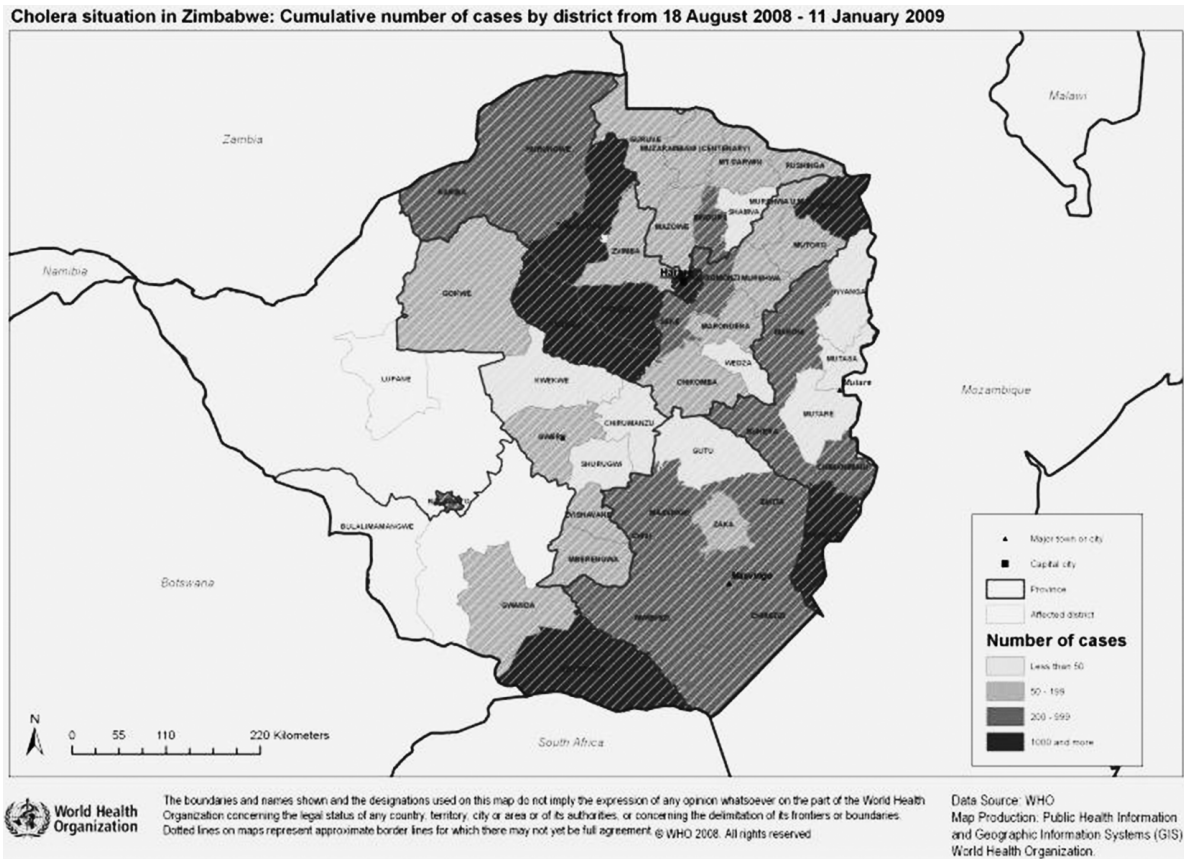 Cholera situation in Zimbabwe: Cumulative number of cases by district from 18 August 2008 - 11 January 2009
Malawi
Zambia
GURUVE
MUZARABANI (CENTENARY)
MT DARWIN
RUSHINGA
HURUNGWE
KARIBA
SHAMVA
MAZOWE
MUTOKO
ZVIMBA
Harare
MUREHWA
Namibia
GOKWE
NYANGA
MARONDERA
WEDZA
MUTASA
Mutare
LUPANE
KWEKWE
CHIKOMBA
Mozambique
CHIRUMANZU
MUTARE
GWERU
GUTU
BUHERA
SHURUGWI
CHIMANIMANI
BULALIMAMANGWE
ZVISHAVANE
MASVINGO
ZAKA
BIKITA
CHIVI
MBERENGWA
Botswana
Masvingo
GWANDA
MWENEZI
CHIREDZI
South Africa
Major town or city
Capital city
Province
Affected district
Number of cases
Less than 50
50 - 199
200 - 999
1000 and more
N
0 55 110 220 Kilometers
World Health
Organization
The boundaries and names shown and the designations used on this map do not imply the expression of any opinion whatsoever on the part of the World Health
Organization concerning the legal status of any country, territory, city or area or of its authorities, or concerning the delimitation of its frontiers or boundaries.
Dotted lines on maps represent approximate border lines for which there may not yet be full agreement. © WHO 2008. All rights reserved
Data Source: WHO
Map Production: Public Health Information
and Geographic Information Systems (GIS)
World Health Organization.